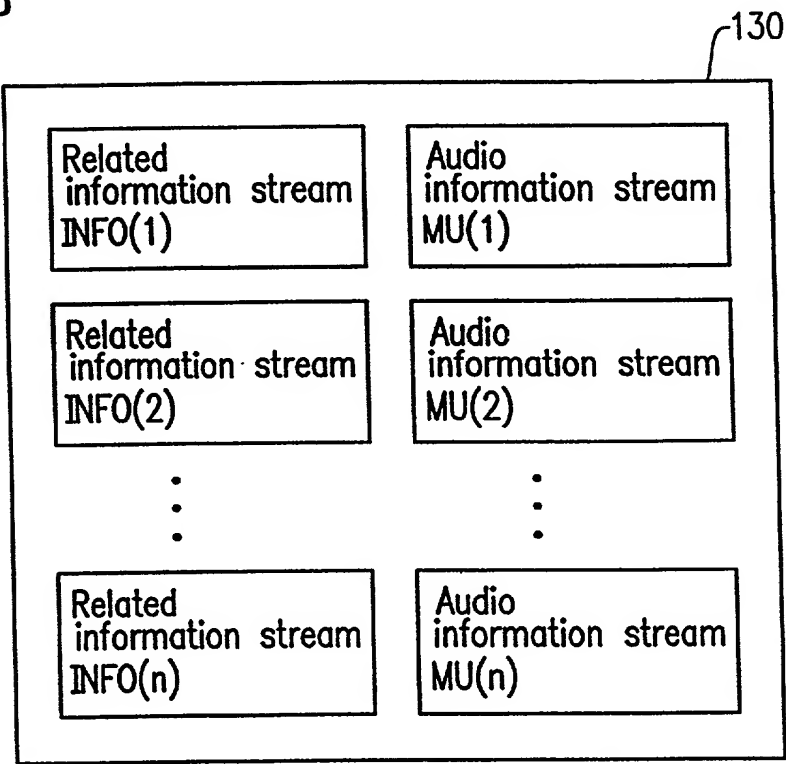 130
Related
information stream
INFO(1)
Audio
information stream
MU(1)
Related
information stream
INFO(2)
Audio
information stream
MU(2)
Related
information stream
INFO(n)
Audio
information stream
MU(n)